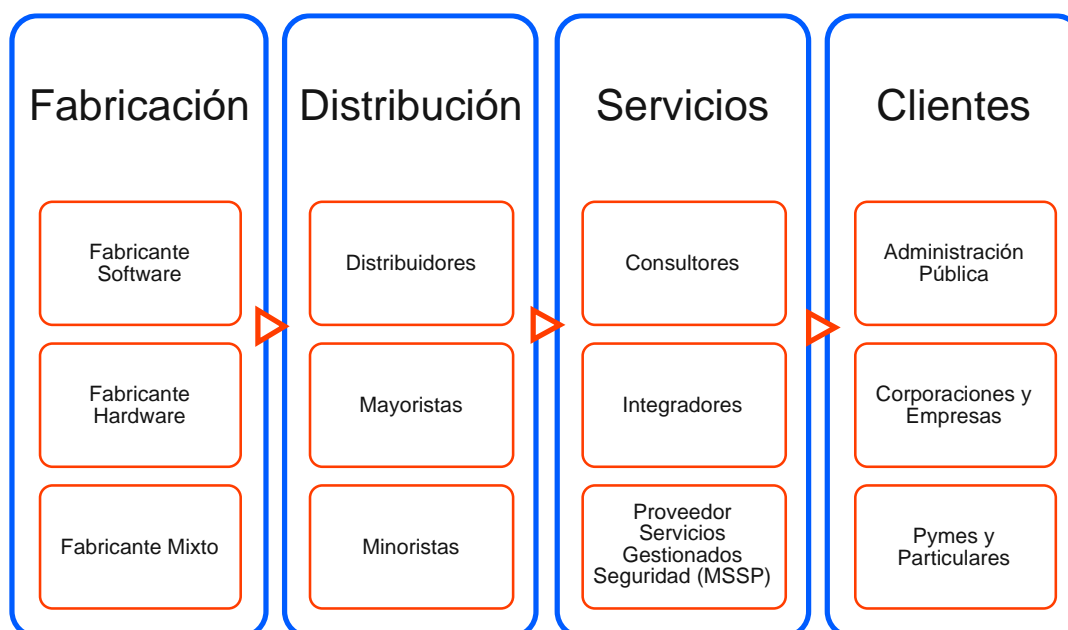 Fabricación
Fabricante
Software
Fabricante
Hardware
Fabricante Mixto
Distribución
Distribuidores
Mayoristas
Minoristas
Servicios
Consultores
Integradores
Proveedor
Servicios
Gestionados
Seguridad (MSSP)
Clientes
Administración
Pública
Corporaciones y
Empresas
Pymes y
Particulares